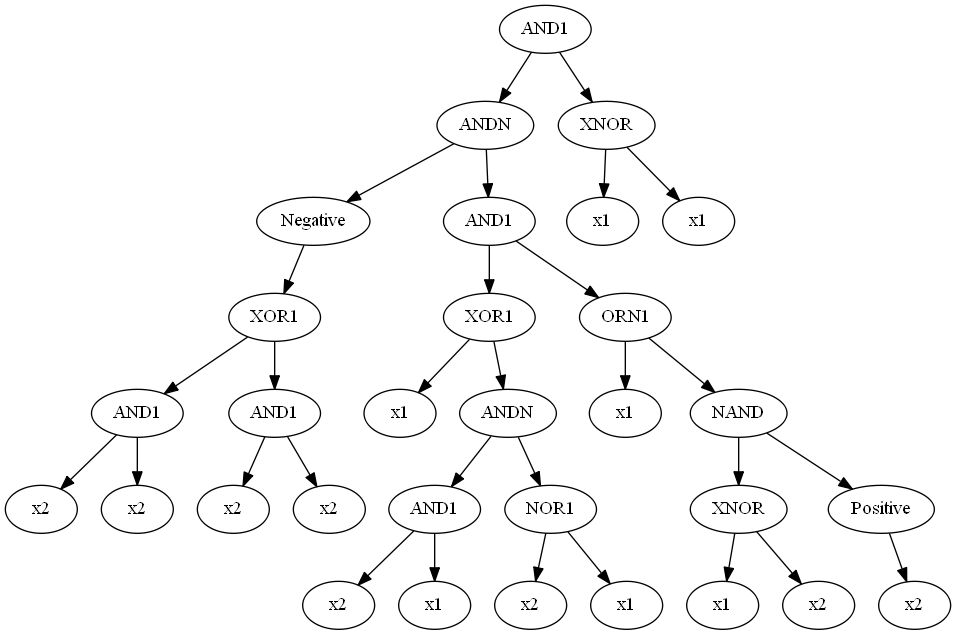 AND1
ANDN
XNOR
Negative
AND1
x1
x1
XOR1
XOR1
ORN1
AND1
AND1
x1
ANDN
x1
NAND
x2
x2
x2
x2
AND1
NOR1
XNOR
Positive
x2
x1
x2
x1
x1
x2
x2